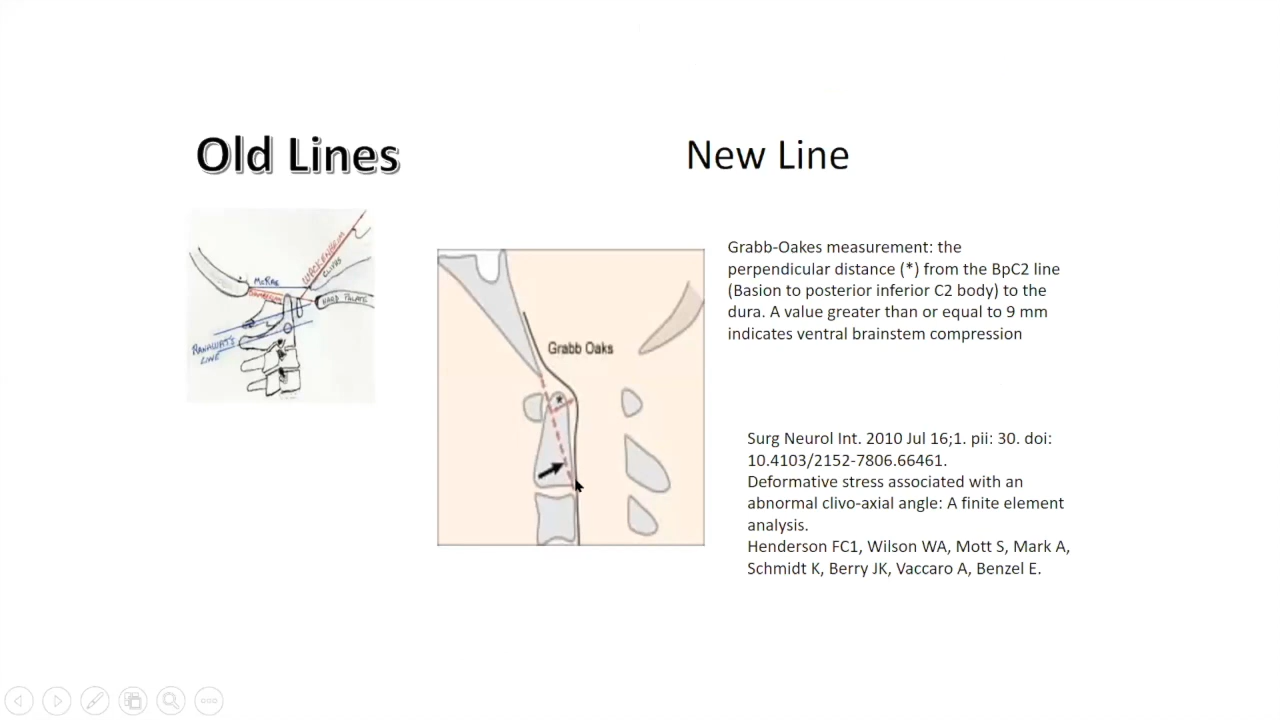 Old Lines
New Line
WACKENHEIM
CLIVUS
McRAE
HARD PALATE
RANAWAT'S
LINE
Grabb Oaks
*
Grabb-Oakes measurement: the
perpendicular distance (*) from the BpC2 line
(Basion to posterior inferior C2 body) to the
dura. A value greater than or equal to 9 mm
indicates ventral brainstem compression
Surg Neurol Int. 2010 Jul 16;1. pii: 30. doi:
10.4103/2152-7806.66461.
Deformative stress associated with an
abnormal clivo-axial angle: A finite element
analysis.
Henderson FC1, Wilson WA, Mott S, Mark A,
Schmidt K, Berry JK, Vaccaro A, Benzel E.